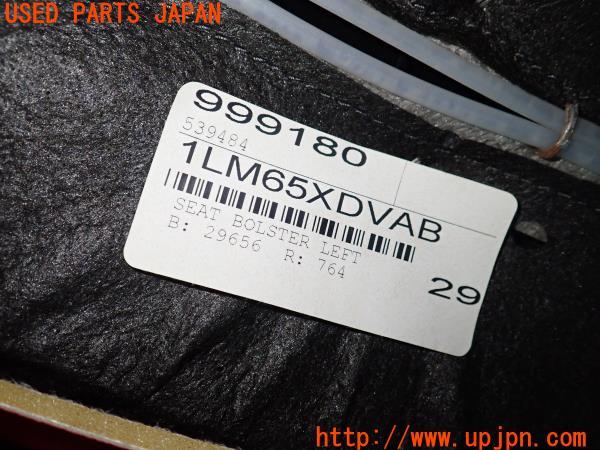 USED PARTS JAPAN
999180
539484
1LM65XDVAB
SEAT BOLSTER LEFT
B: 29656 R: 764
29
http://www.upjpn.com